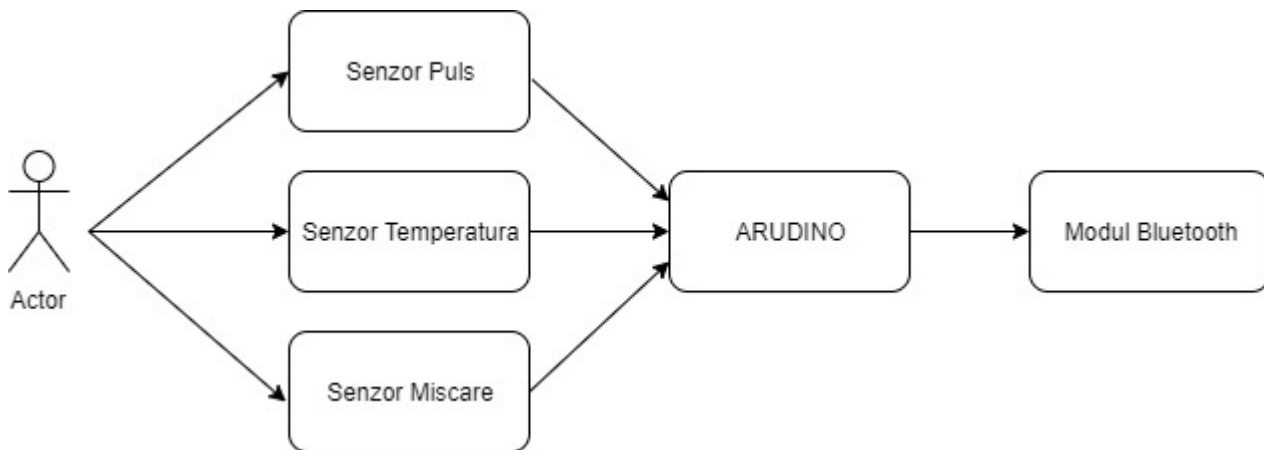 Senzor Puls
Actor
Senzor Temperatura
ARUDINO
Modul Bluetooth
Senzor Miscare